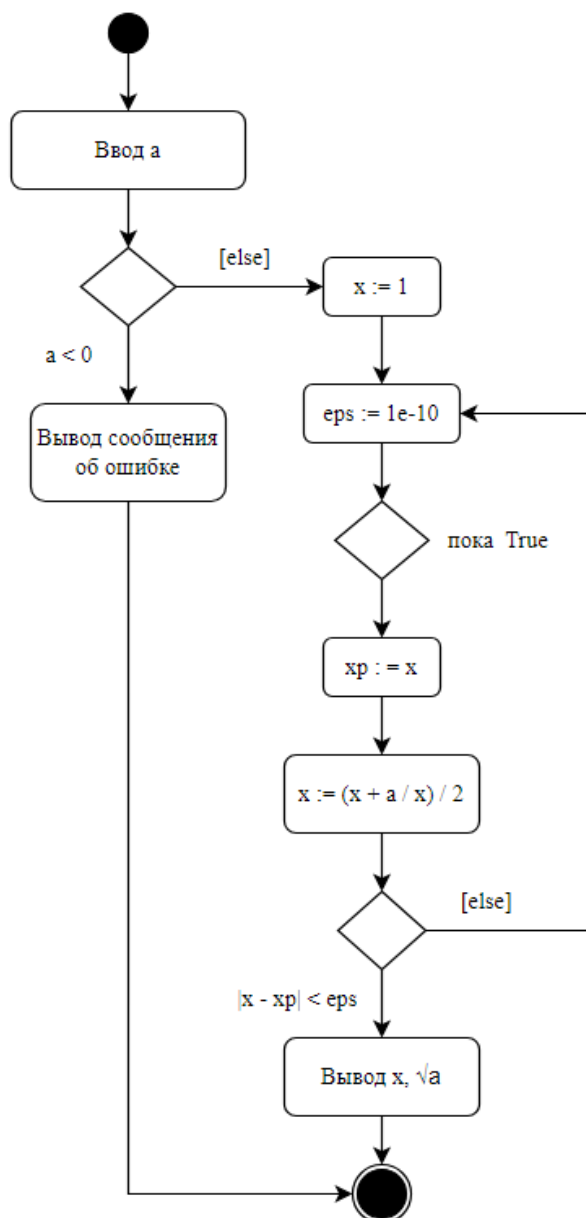 Ввод a
[else]
x := 1
a < 0
eps := 1e-10
Вывод сообщения
об ошибке
пока  True
xp : = x
x := (x + a / x) / 2
[else]
|x - xp| < eps
Вывод x, √a